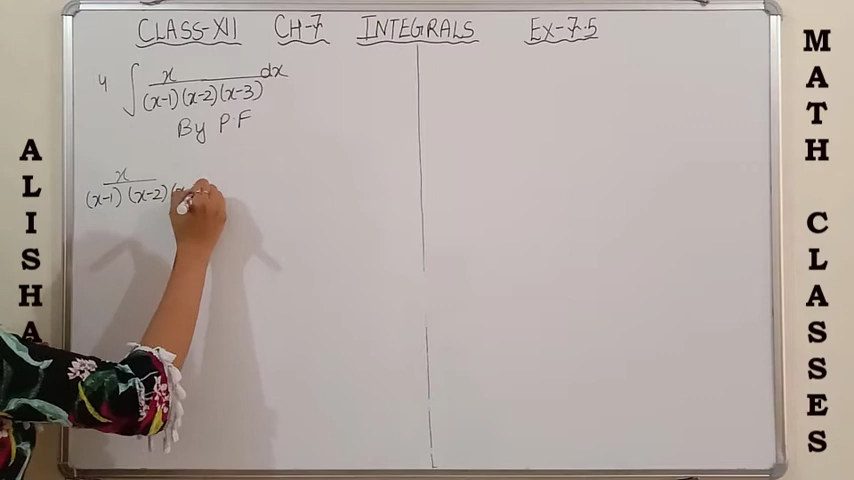 CLASS-XII CH-7 INTEGRALS EX-7.5
4 ∫ x/((x-1)(x-2)(x-3)) dx
By P.F
x/((x-1)(x-2)(x
ALISHA
MATH CLASSES